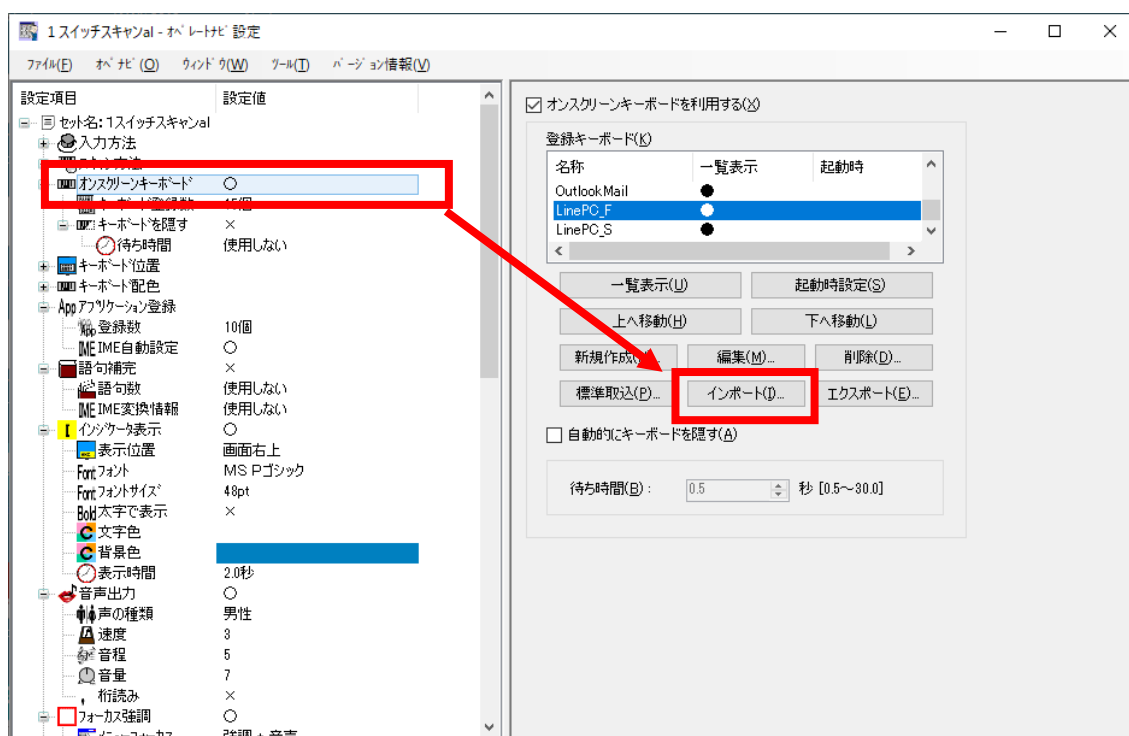 1スイッチスキャンal - オペレートナビ 設定
ファイル(F) オペナビ(O) ウィンドウ(W) ツール(T) バージョン情報(V)
設定項目 設定値
セット名: 1スイッチスキャンal
入力方法
オンスクリーンキーボード ○
キーボードを隠す ×
待ち時間 使用しない
キーボード位置
キーボード配色
App アプリケーション登録
登録数 10個
IME自動設定 ○
語句補完 ×
語句数 使用しない
IME変換情報 使用しない
インジケータ表示 ○
表示位置 画面右上
Font フォント MS Pゴシック
Font フォントサイズ 48pt
Bold 太字で表示 ×
C 文字色
C 背景色
表示時間 2.0秒
音声出力 ○
声の種類 男性
速度 3
音程 5
音量 7
, 桁読み ×
フォーカス強調 ○
オンスクリーンキーボードを利用する(X)
登録キーボード(K)
名称 一覧表示 起動時
OutlookMail ●
LinePC_F ●
LinePC_S ●
一覧表示(U) 起動時設定(S)
上へ移動(H) 下へ移動(L)
新規作成 編集(M)... 削除(D)...
標準取込(P)... インポート(I)... エクスポート(E)...
自動的にキーボードを隠す(A)
待ち時間(B): 0.5 秒 [0.5～30.0]